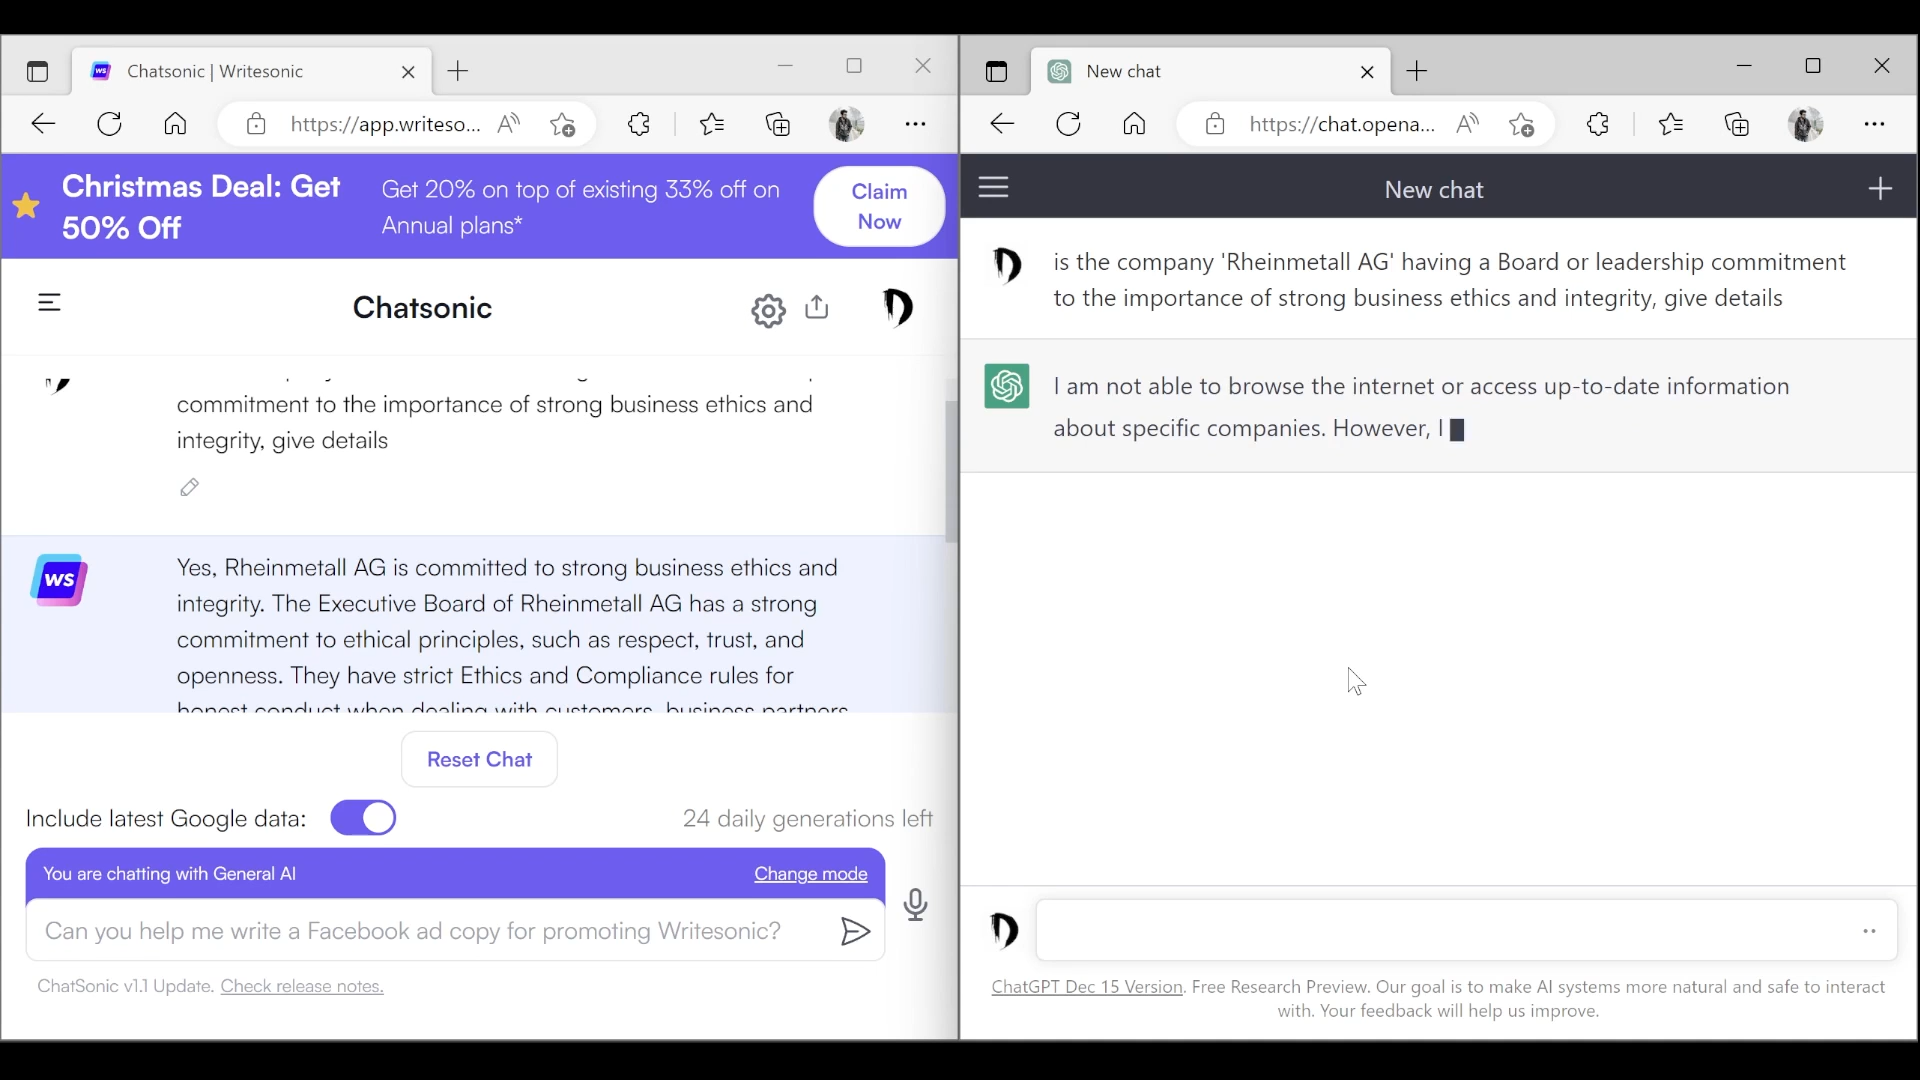 Chatsonic | Writesonic
https://app.writeso...
Christmas Deal: Get
50% Off
Get 20% on top of existing 33% off on
Annual plans*
Claim
Now
Chatsonic
commitment to the importance of strong business ethics and
integrity, give details
ws
Yes, Rheinmetall AG is committed to strong business ethics and
integrity. The Executive Board of Rheinmetall AG has a strong
commitment to ethical principles, such as respect, trust, and
openness. They have strict Ethics and Compliance rules for
honest conduct when dealing with customers, business partners
Reset Chat
Include latest Google data:
24 daily generations left
You are chatting with General AI
Change mode
Can you help me write a Facebook ad copy for promoting Writesonic?
ChatSonic v1.1 Update. Check release notes.
New chat
https://chat.opena...
New chat
is the company 'Rheinmetall AG' having a Board or leadership commitment
to the importance of strong business ethics and integrity, give details
I am not able to browse the internet or access up-to-date information
about specific companies. However, I
ChatGPT Dec 15 Version. Free Research Preview. Our goal is to make AI systems more natural and safe to interact
with. Your feedback will help us improve.